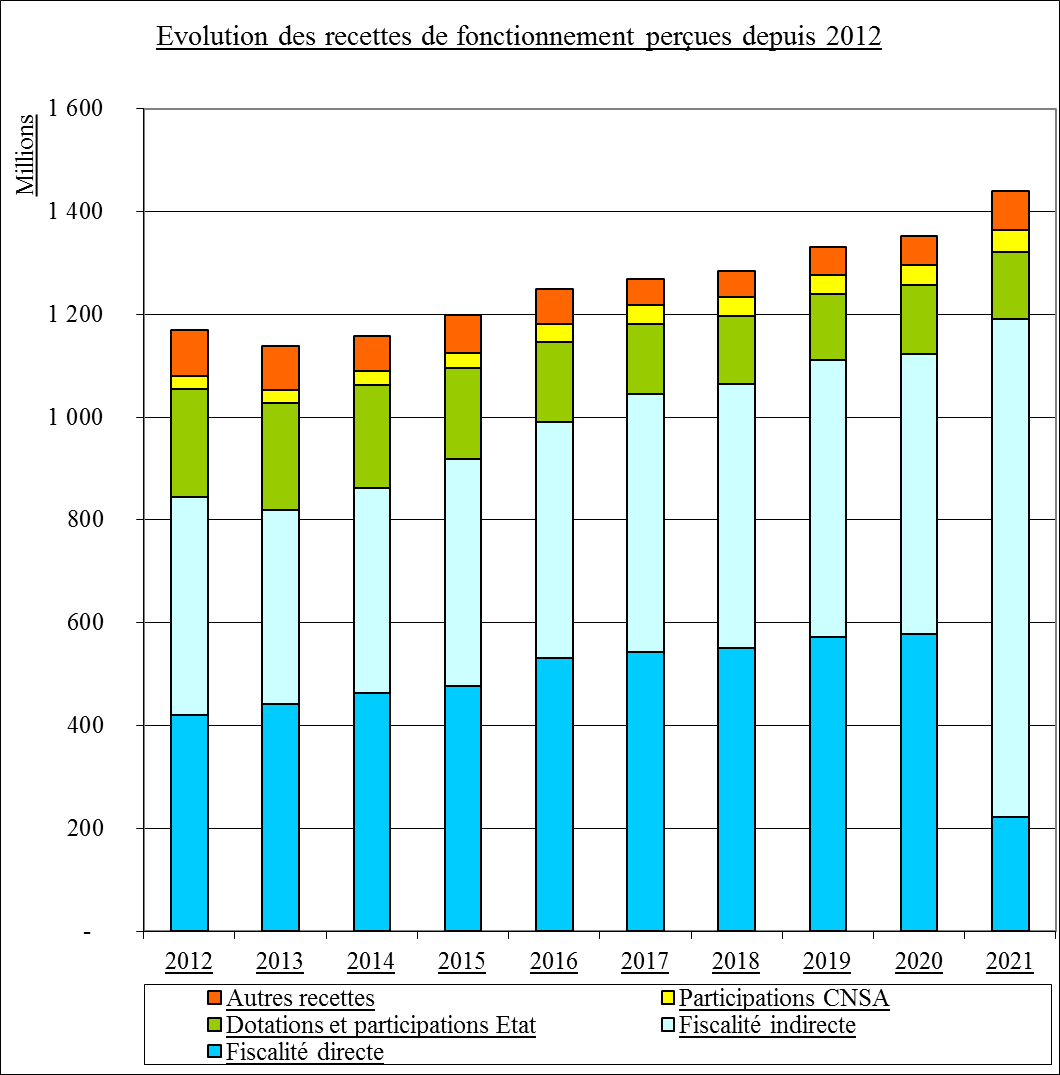 Evolution des recettes de fonctionnement perçues depuis 2012
Millions
1 600
1 400
1 200
1 000
800
600
400
200
-
2012 2013 2014 2015 2016 2017 2018 2019 2020 2021
Autres recettes Participations CNSA
Dotations et participations Etat Fiscalité indirecte
Fiscalité directe